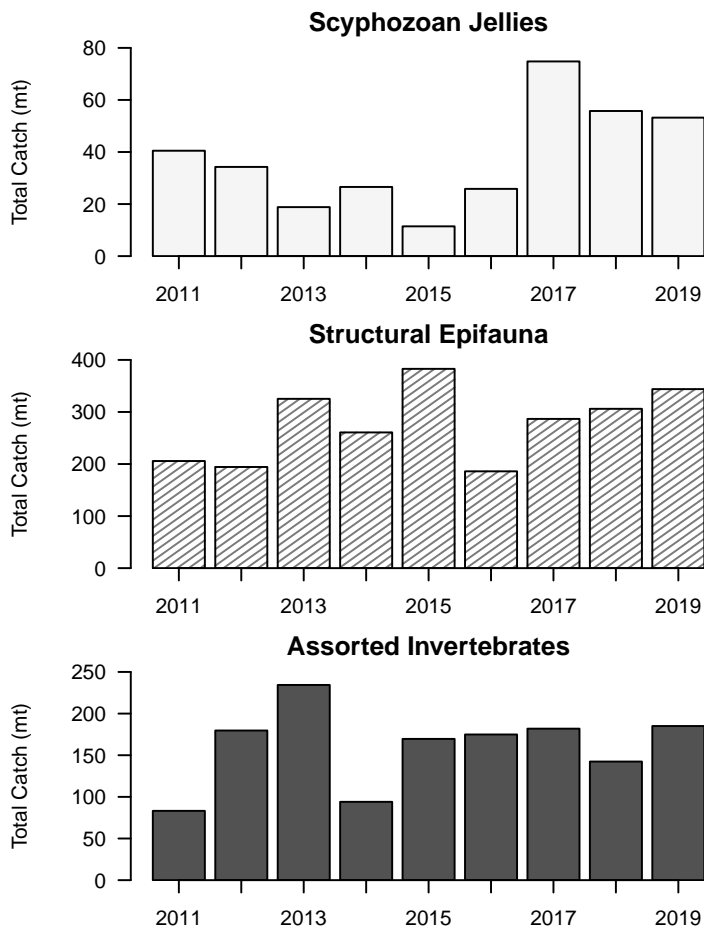 Scyphozoan Jellies
Total Catch (mt)
80
60
40
20
0
2011 2013 2015 2017 2019
Structural Epifauna
Total Catch (mt)
400
300
200
100
0
2011 2013 2015 2017 2019
Assorted Invertebrates
Total Catch (mt)
250
200
150
100
50
0
2011 2013 2015 2017 2019